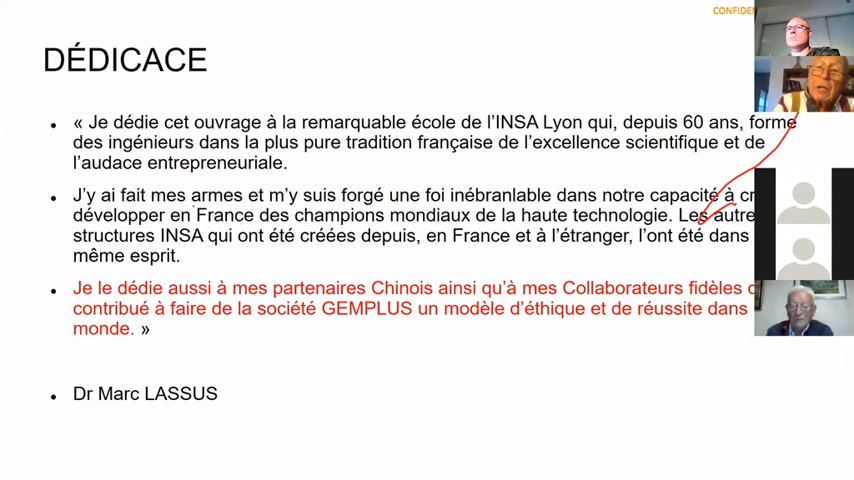 CONFIDEN
DÉDICACE
• « Je dédie cet ouvrage à la remarquable école de l’INSA Lyon qui, depuis 60 ans, forme
des ingénieurs dans la plus pure tradition française de l’excellence scientifique et de
l’audace entrepreneuriale.
• J’y ai fait mes armes et m’y suis forgé une foi inébranlable dans notre capacité à cr
développer en France des champions mondiaux de la haute technologie. Les autre
structures INSA qui ont été créées depuis, en France et à l’étranger, l’ont été dans
même esprit.
• Je le dédie aussi à mes partenaires Chinois ainsi qu’à mes Collaborateurs fidèles
contribué à faire de la société GEMPLUS un modèle d’éthique et de réussite dans
monde. »
• Dr Marc LASSUS